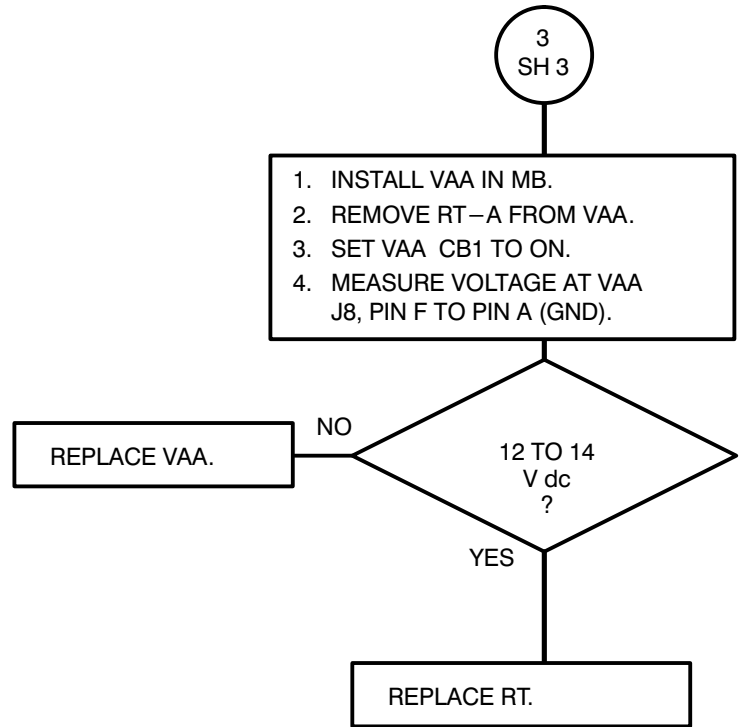 3
SH 3
1. INSTALL VAA IN MB.
2. REMOVE RT–A FROM VAA.
3. SET VAA CB1 TO ON.
4. MEASURE VOLTAGE AT VAA
J8, PIN F TO PIN A (GND).
NO
REPLACE VAA.
12 TO 14
V dc
?
YES
REPLACE RT.